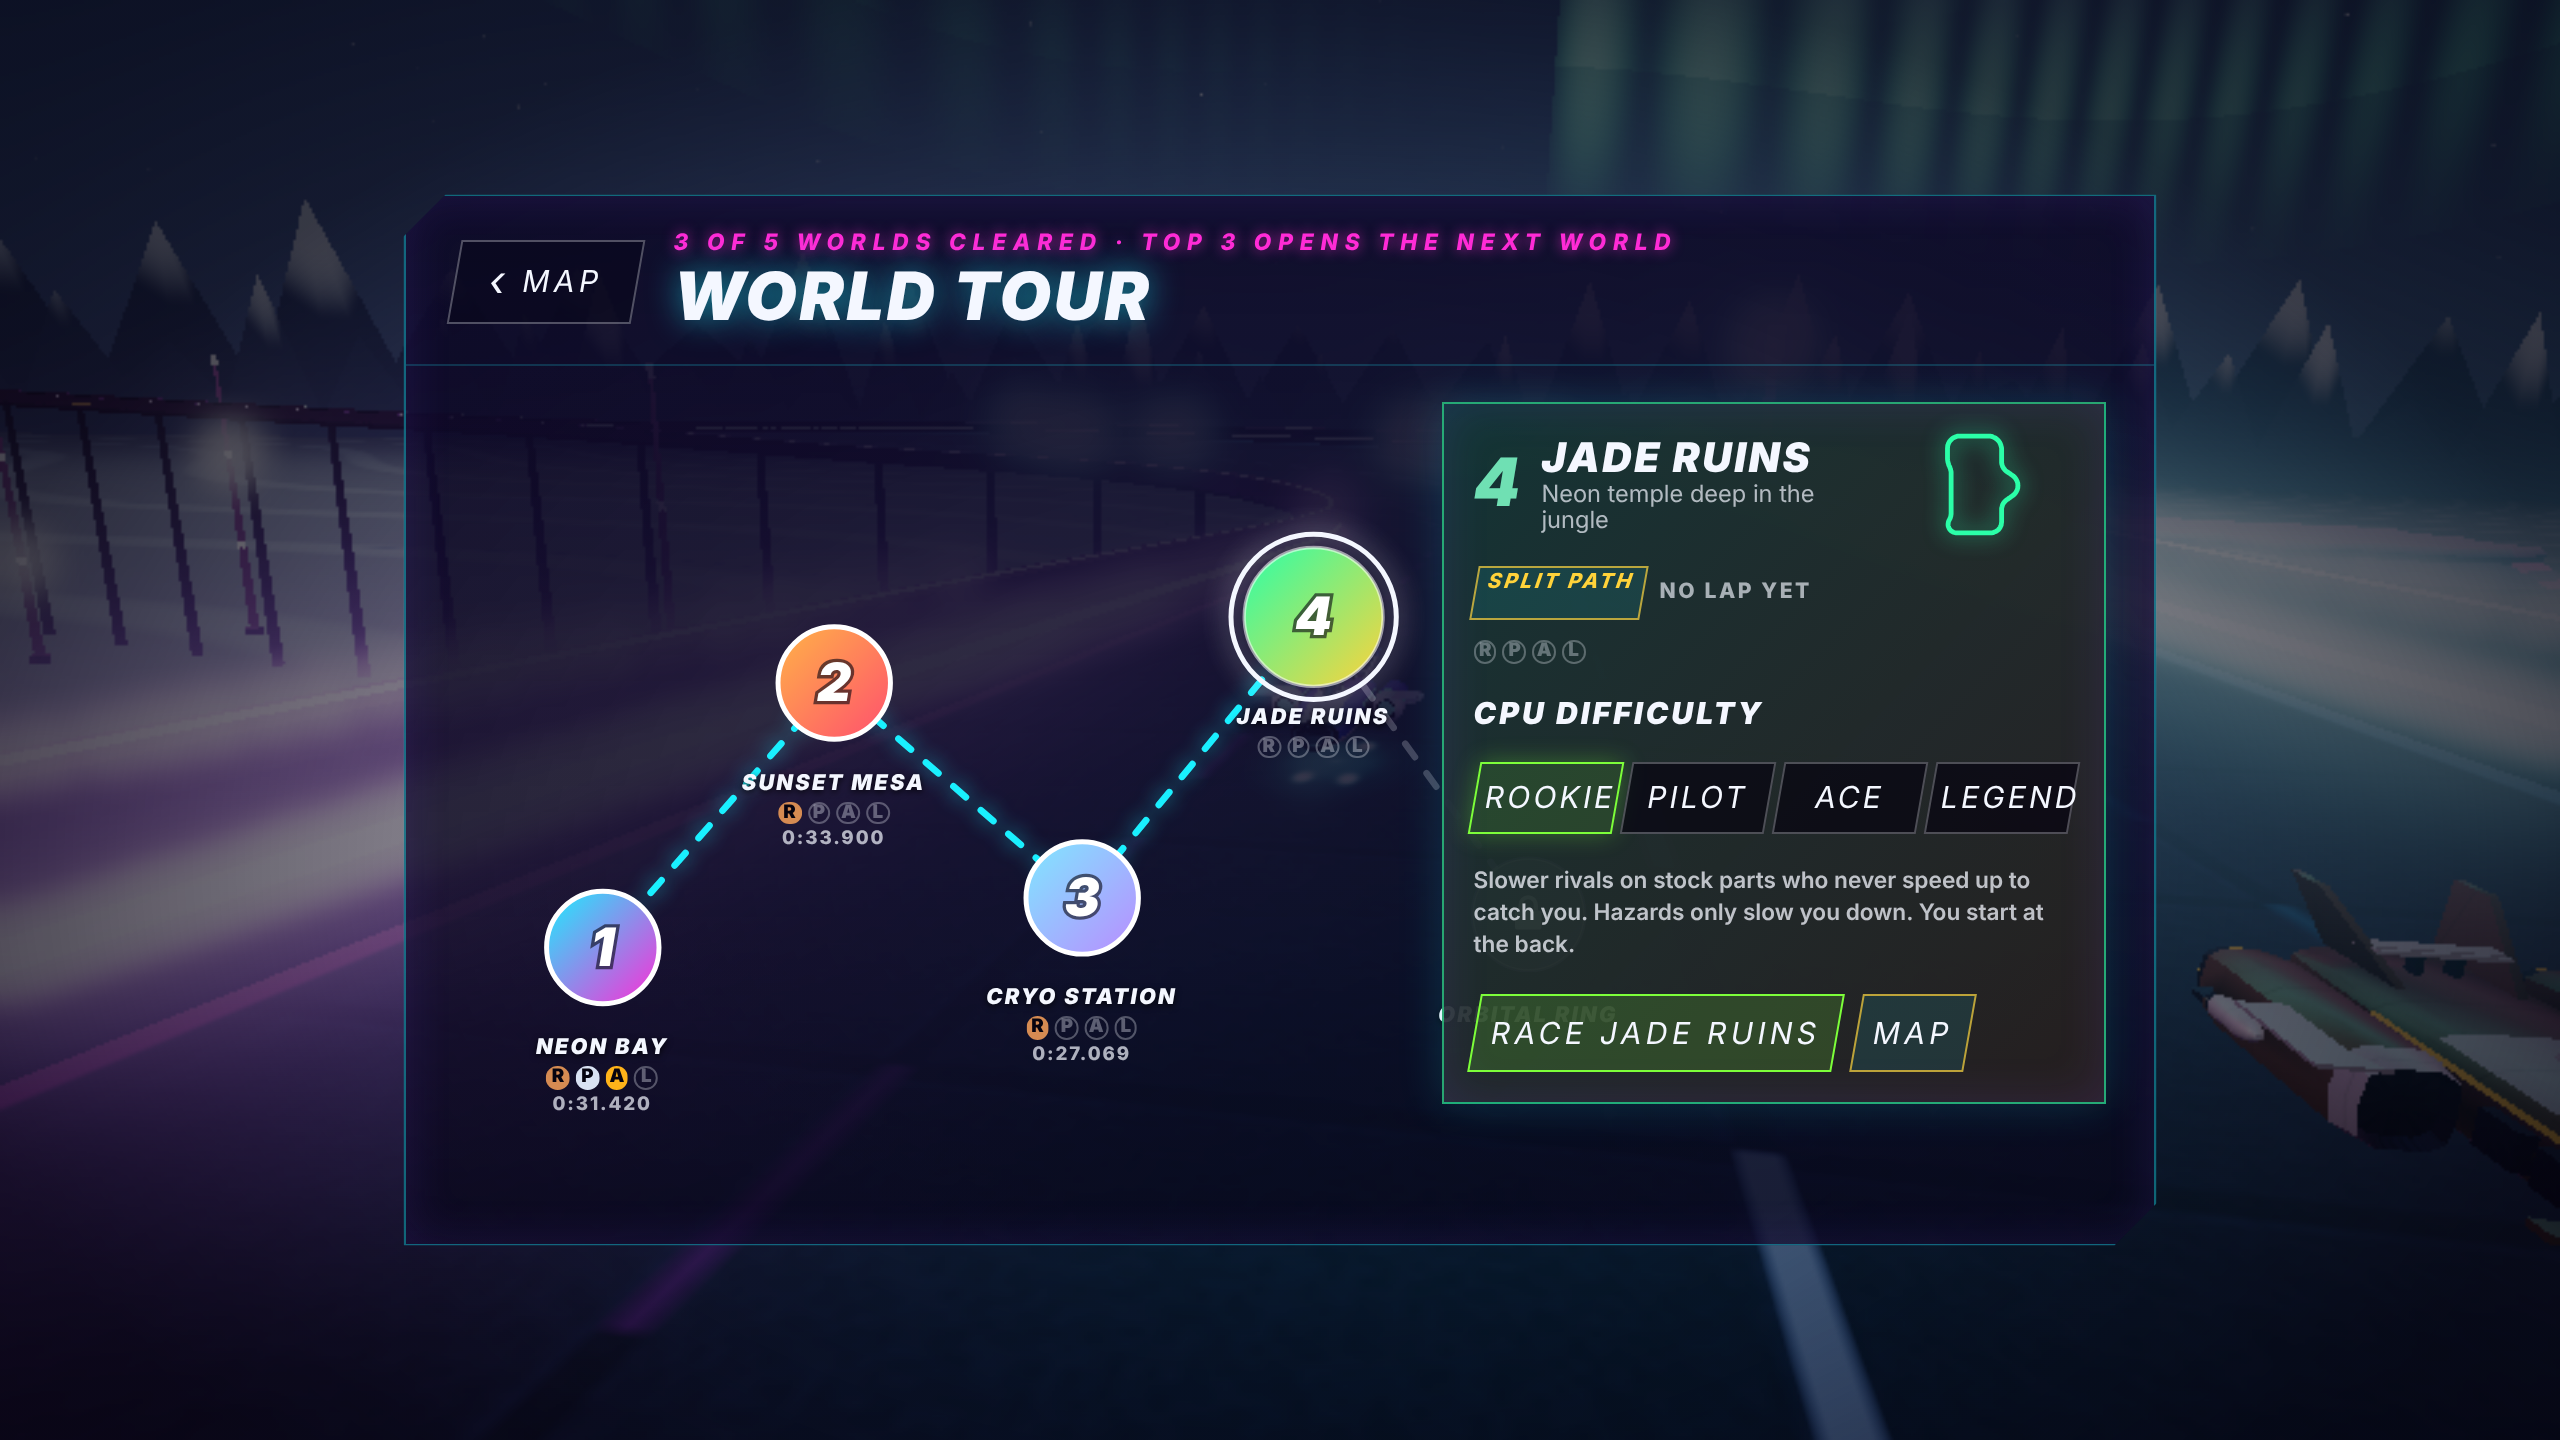 3 OF 5 WORLDS CLEARED · TOP 3 OPENS THE NEXT WORLD
‹ MAP
WORLD TOUR
4
JADE RUINS
Neon temple deep in the
jungle
SPLIT PATH
NO LAP YET
R P A L
CPU DIFFICULTY
ROOKIE
PILOT
ACE
LEGEND
Slower rivals on stock parts who never speed up to
catch you. Hazards only slow you down. You start at
the back.
ORBITAL RING
RACE JADE RUINS
MAP
4
JADE RUINS
R P A L
2
SUNSET MESA
R P A L
0:33.900
3
CRYO STATION
R P A L
0:27.069
1
NEON BAY
R P A L
0:31.420